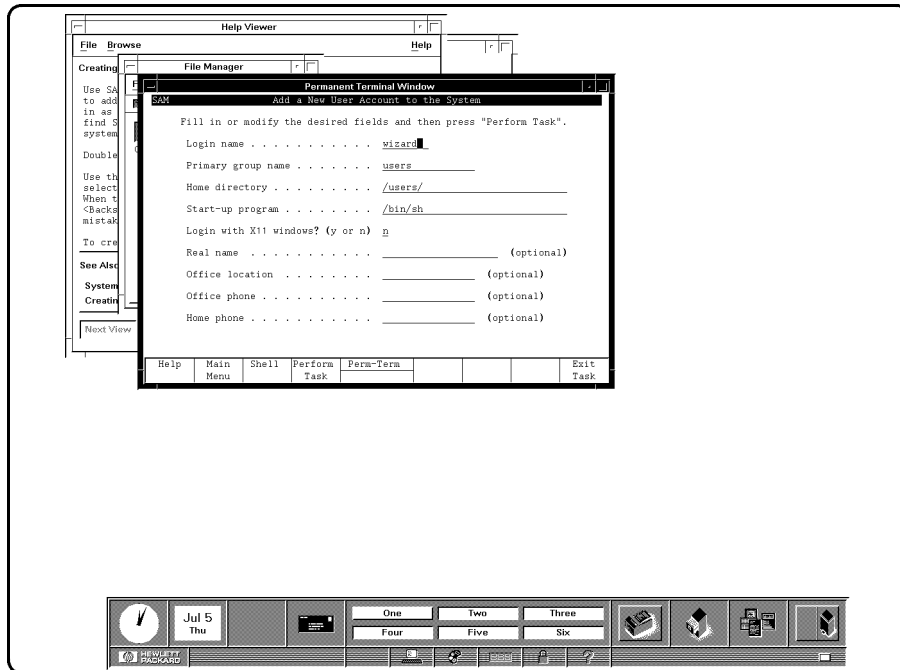 Help Viewer
File Browse Help
Creating
Use SA
to add
in as
find S
system
Double
Use th
select
When t
<Backs
mistak
To cre
See Also
System
Creatin
Next View
File Manager
F
Permanent Terminal Window
SAM Add a New User Account to the System
Fill in or modify the desired fields and then press "Perform Task".
Login name . . . . . . . . . . . wizard
Primary group name . . . . . . . users
Home directory . . . . . . . . . /users/
Start-up program . . . . . . . . /bin/sh
Login with X11 windows? (y or n) n
Real name . . . . . . . . . . . (optional)
Office location . . . . . . . . (optional)
Office phone . . . . . . . . . . (optional)
Home phone . . . . . . . . . . . (optional)
Help Main Menu Shell Perform Task Perm-Term Exit Task
Jul 5
Thu
One Two Three
Four Five Six
hp HEWLETT
PACKARD